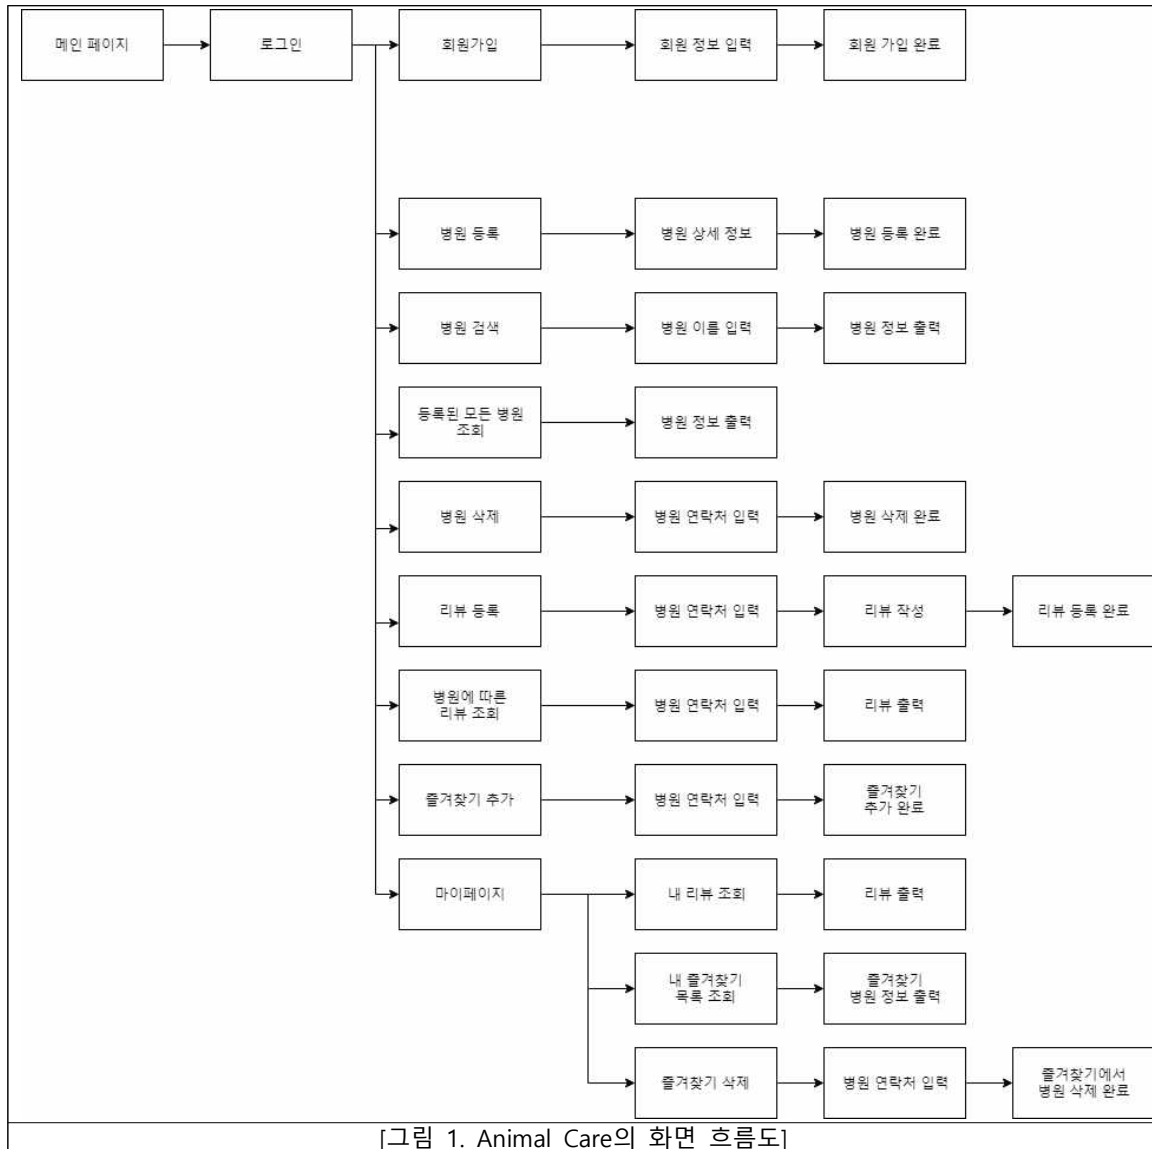 메인 페이지
로그인
회원가입
회원 정보 입력
회원 가입 완료
병원 등록
병원 상세 정보
병원 등록 완료
병원 검색
병원 이름 입력
병원 정보 출력
등록된 모든 병원
조회
병원 정보 출력
병원 삭제
병원 연락처 입력
병원 삭제 완료
리뷰 등록
병원 연락처 입력
리뷰 작성
리뷰 등록 완료
병원에 따른
리뷰 조회
병원 연락처 입력
리뷰 출력
즐겨찾기 추가
병원 연락처 입력
즐겨찾기
추가 완료
마이페이지
내 리뷰 조회
리뷰 출력
내 즐겨찾기
목록 조회
즐겨찾기
병원 정보 출력
즐겨찾기 삭제
병원 연락처 입력
즐겨찾기에서
병원 삭제 완료
[그림 1. Animal Care의 화면 흐름도]